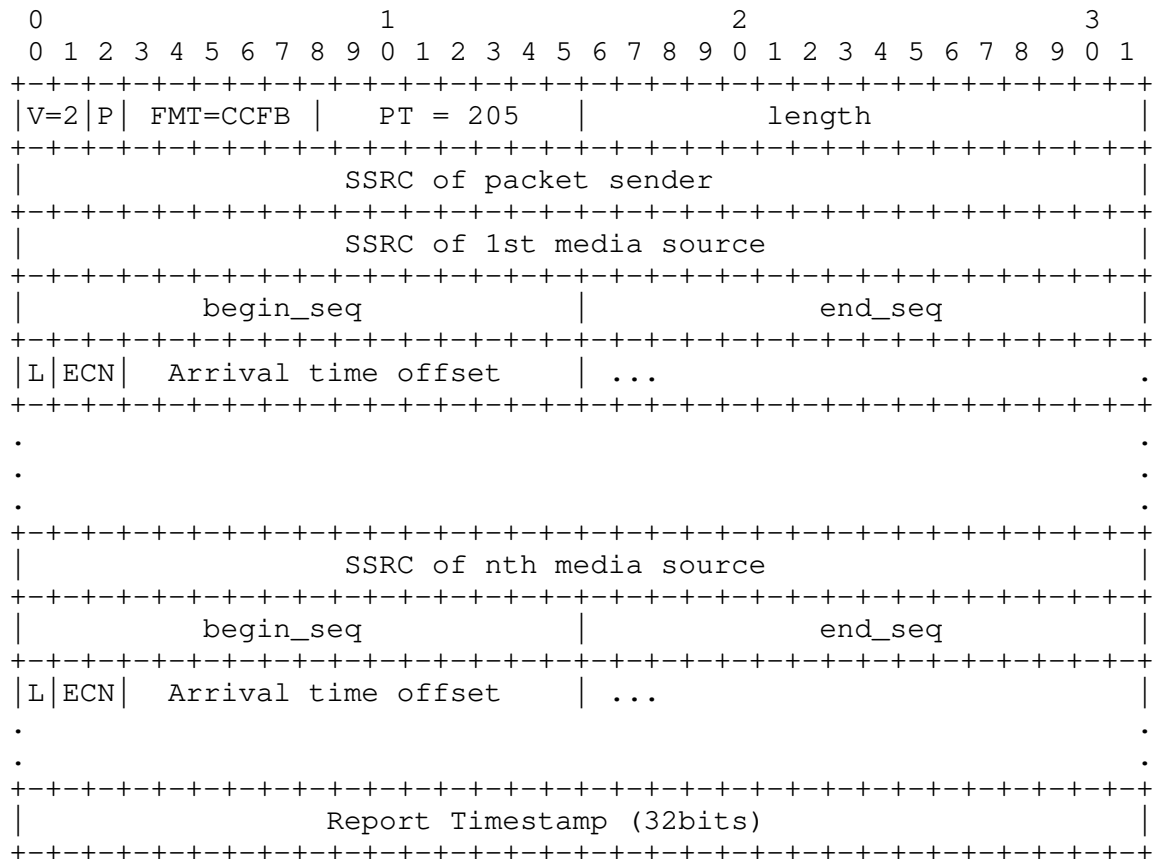 0                   1                   2                   3
 0 1 2 3 4 5 6 7 8 9 0 1 2 3 4 5 6 7 8 9 0 1 2 3 4 5 6 7 8 9 0 1
+-+-+-+-+-+-+-+-+-+-+-+-+-+-+-+-+-+-+-+-+-+-+-+-+-+-+-+-+-+-+-+-+
|V=2|P| FMT=CCFB |   PT = 205    |          length               |
+-+-+-+-+-+-+-+-+-+-+-+-+-+-+-+-+-+-+-+-+-+-+-+-+-+-+-+-+-+-+-+-+
|                  SSRC of packet sender                        |
+-+-+-+-+-+-+-+-+-+-+-+-+-+-+-+-+-+-+-+-+-+-+-+-+-+-+-+-+-+-+-+-+
|                  SSRC of 1st media source                     |
+-+-+-+-+-+-+-+-+-+-+-+-+-+-+-+-+-+-+-+-+-+-+-+-+-+-+-+-+-+-+-+-+
|          begin_seq            |             end_seq           |
+-+-+-+-+-+-+-+-+-+-+-+-+-+-+-+-+-+-+-+-+-+-+-+-+-+-+-+-+-+-+-+-+
|L|ECN|  Arrival time offset    | ...                           .
+-+-+-+-+-+-+-+-+-+-+-+-+-+-+-+-+-+-+-+-+-+-+-+-+-+-+-+-+-+-+-+-+
.                                                               .
.                                                               .
.                                                               .
+-+-+-+-+-+-+-+-+-+-+-+-+-+-+-+-+-+-+-+-+-+-+-+-+-+-+-+-+-+-+-+-+
|                  SSRC of nth media source                     |
+-+-+-+-+-+-+-+-+-+-+-+-+-+-+-+-+-+-+-+-+-+-+-+-+-+-+-+-+-+-+-+-+
|          begin_seq            |             end_seq           |
+-+-+-+-+-+-+-+-+-+-+-+-+-+-+-+-+-+-+-+-+-+-+-+-+-+-+-+-+-+-+-+-+
|L|ECN|  Arrival time offset    | ...                           |
.                                                               .
.                                                               .
+-+-+-+-+-+-+-+-+-+-+-+-+-+-+-+-+-+-+-+-+-+-+-+-+-+-+-+-+-+-+-+-+
|                 Report Timestamp (32bits)                     |
+-+-+-+-+-+-+-+-+-+-+-+-+-+-+-+-+-+-+-+-+-+-+-+-+-+-+-+-+-+-+-+-+